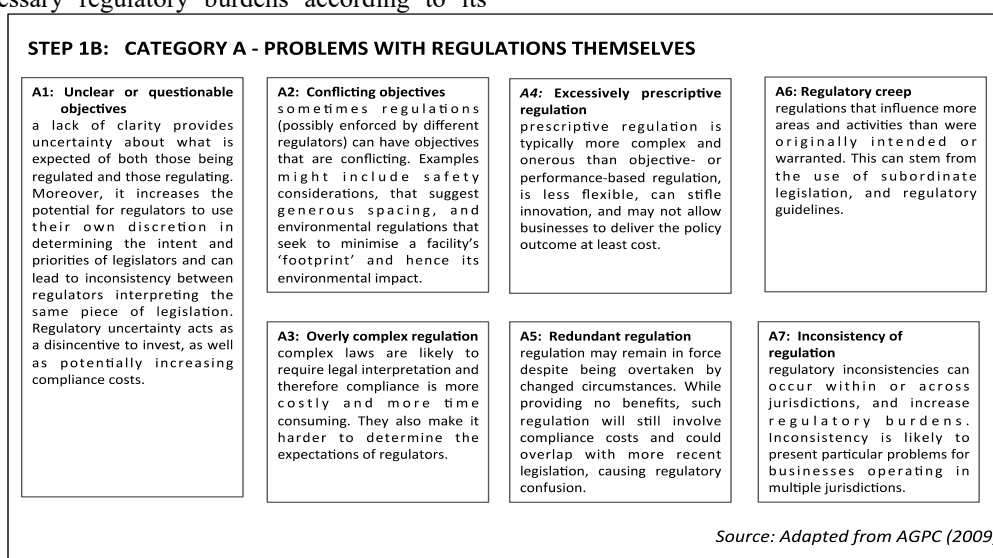 essary regulatory burdens according to its
STEP 1B: CATEGORY A - PROBLEMS WITH REGULATIONS THEMSELVES
A1: Unclear or questionable
objectives
a lack of clarity provides
uncertainty about what is
expected of both those being
regulated and those regulating.
Moreover, it increases the
potential for regulators to use
their own discretion in
determining the intent and
priorities of legislators and can
lead to inconsistency between
regulators interpreting the
same piece of legislation.
Regulatory uncertainty acts as
a disincentive to invest, as well
as potentially increasing
compliance costs.
A2: Conflicting objectives
sometimes regulations
(possibly enforced by different
regulators) can have objectives
that are conflicting. Examples
might include safety
considerations, that suggest
generous spacing, and
environmental regulations that
seek to minimise a facility's
'footprint' and hence its
environmental impact.
A3: Overly complex regulation
complex laws are likely to
require legal interpretation and
therefore compliance is more
costly and more time
consuming. They also make it
harder to determine the
expectations of regulators.
A4: Excessively prescriptive
regulation
prescriptive regulation is
typically more complex and
onerous than objective- or
performance-based regulation,
is less flexible, can stifle
innovation, and may not allow
businesses to deliver the policy
outcome at least cost.
A5: Redundant regulation
regulation may remain in force
despite being overtaken by
changed circumstances. While
providing no benefits, such
regulation will still involve
compliance costs and could
overlap with more recent
legislation, causing regulatory
confusion.
A6: Regulatory creep
regulations that influence more
areas and activities than were
originally intended or
warranted. This can stem from
the use of subordinate
legislation, and regulatory
guidelines.
A7: Inconsistency of
regulation
regulatory inconsistencies can
occur within or across
jurisdictions, and increase
regulatory burdens.
Inconsistency is likely to
present particular problems for
businesses operating in
multiple jurisdictions.
Source: Adapted from AGPC (2009)